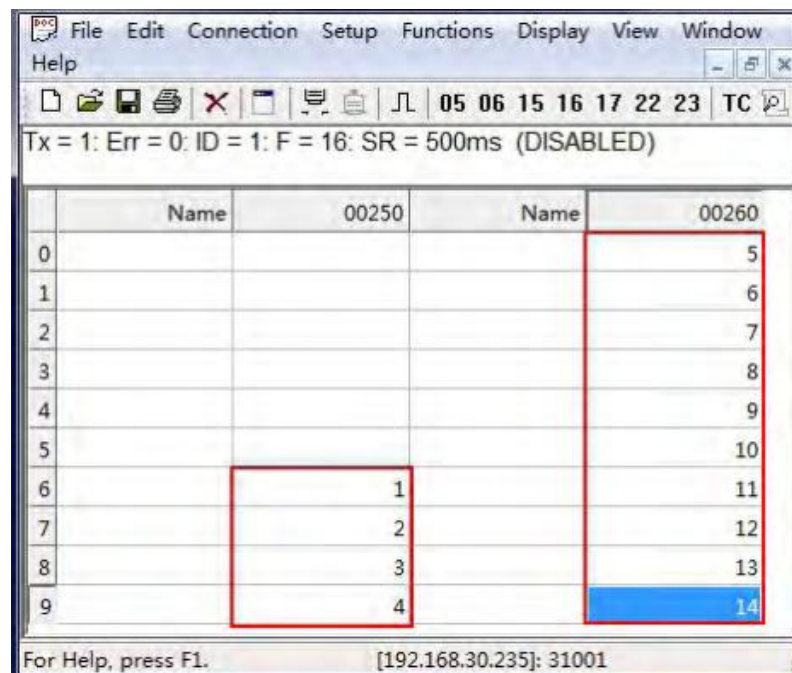 File Edit Connection Setup Functions Display View Window
Help
05 06 15 16 17 22 23 TC
Tx = 1: Err = 0: ID = 1: F = 16: SR = 500ms (DISABLED)
Name 00250 Name 00260
0 5
1 6
2 7
3 8
4 9
5 10
6 1 11
7 2 12
8 3 13
9 4 14
For Help, press F1. [192.168.30.235]: 31001